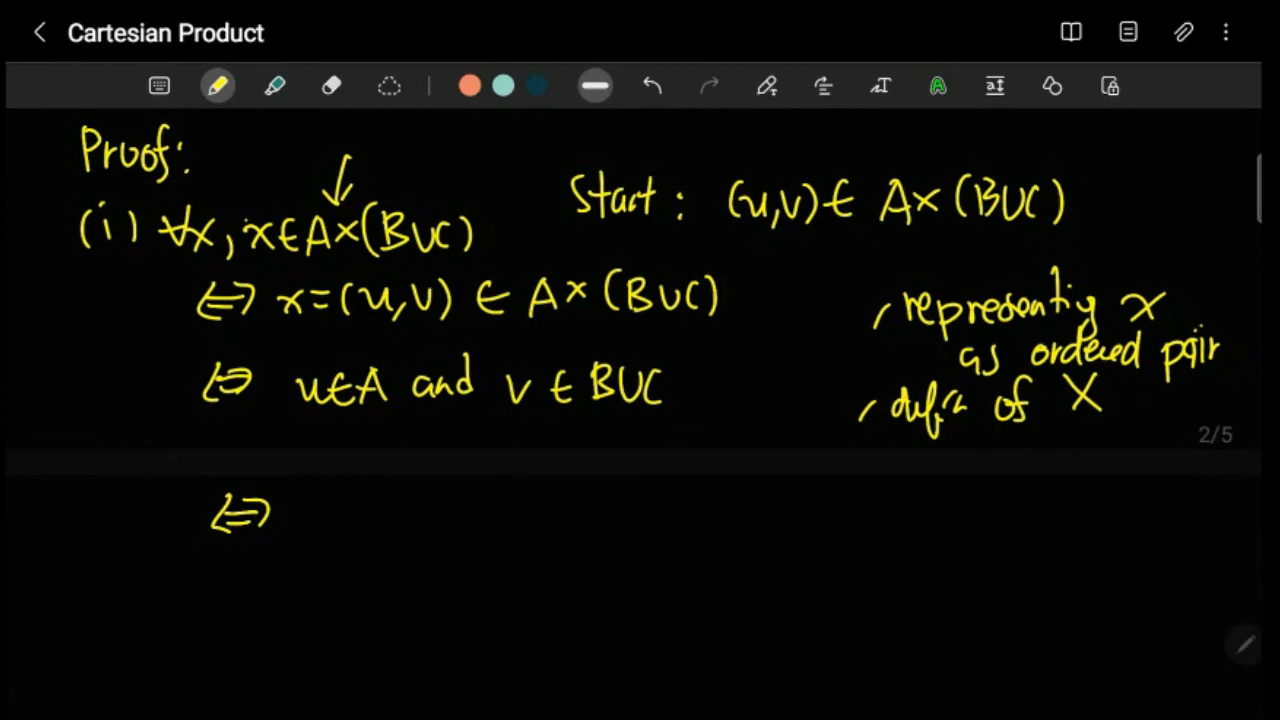 Cartesian Product
Proof:
(i) ∀x, x∈A×(B∪C)
Start: (u,v)∈ A×(B∪C)
⇔ x=(u,v) ∈ A×(B∪C)
, representing x
as ordered pair
⇔ u∈A and v ∈ B∪C
, defn of X
2/5
⇔